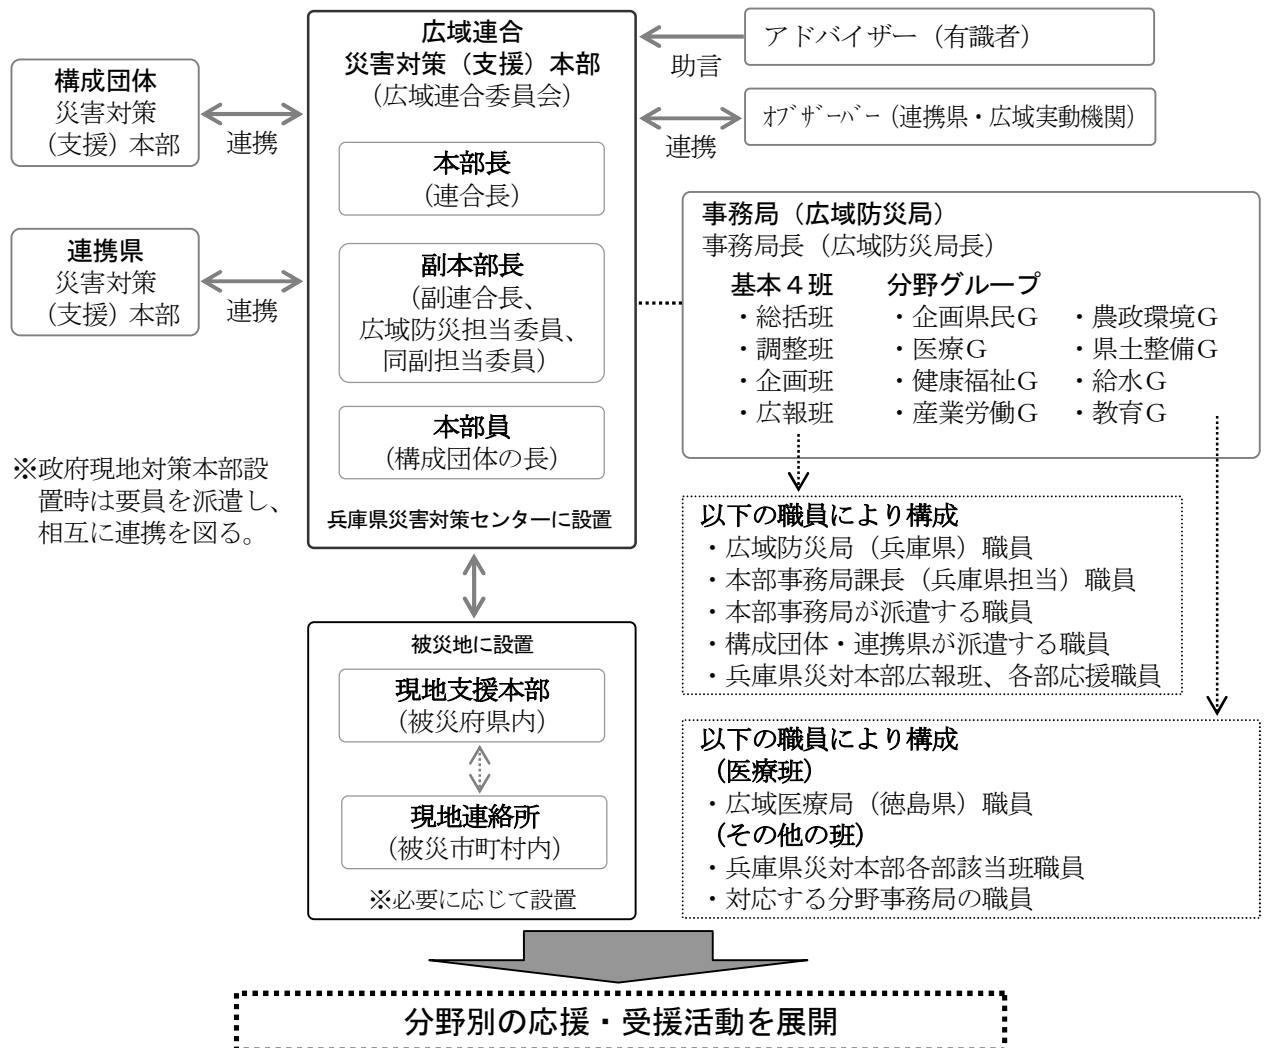 広域連合
災害対策（支援）本部
（広域連合委員会）
本部長
（連合長）
副本部長
（副連合長、
広域防災担当委員、
同副担当委員）
本部員
（構成団体の長）
兵庫県災害対策センターに設置
構成団体
災害対策
（支援）本部
連携
連携県
災害対策
（支援）本部
連携
※政府現地対策本部設
置時は要員を派遣し、
相互に連携を図る。
アドバイザー（有識者）
助言
ｵﾌﾞｻﾞｰﾊﾞｰ（連携県・広域実動機関）
連携
事務局（広域防災局）
事務局長（広域防災局長）
基本４班
・総括班
・調整班
・企画班
・広報班
分野グループ
・企画県民Ｇ
・医療Ｇ
・健康福祉Ｇ
・産業労働Ｇ
・農政環境Ｇ
・県土整備Ｇ
・給水Ｇ
・教育Ｇ
以下の職員により構成
・広域防災局（兵庫県）職員
・本部事務局課長（兵庫県担当）職員
・本部事務局が派遣する職員
・構成団体・連携県が派遣する職員
・兵庫県災対本部広報班、各部応援職員
以下の職員により構成
（医療班）
・広域医療局（徳島県）職員
（その他の班）
・兵庫県災対本部各部該当班職員
・対応する分野事務局の職員
被災地に設置
現地支援本部
（被災府県内）
現地連絡所
（被災市町村内）
※必要に応じて設置
分野別の応援・受援活動を展開